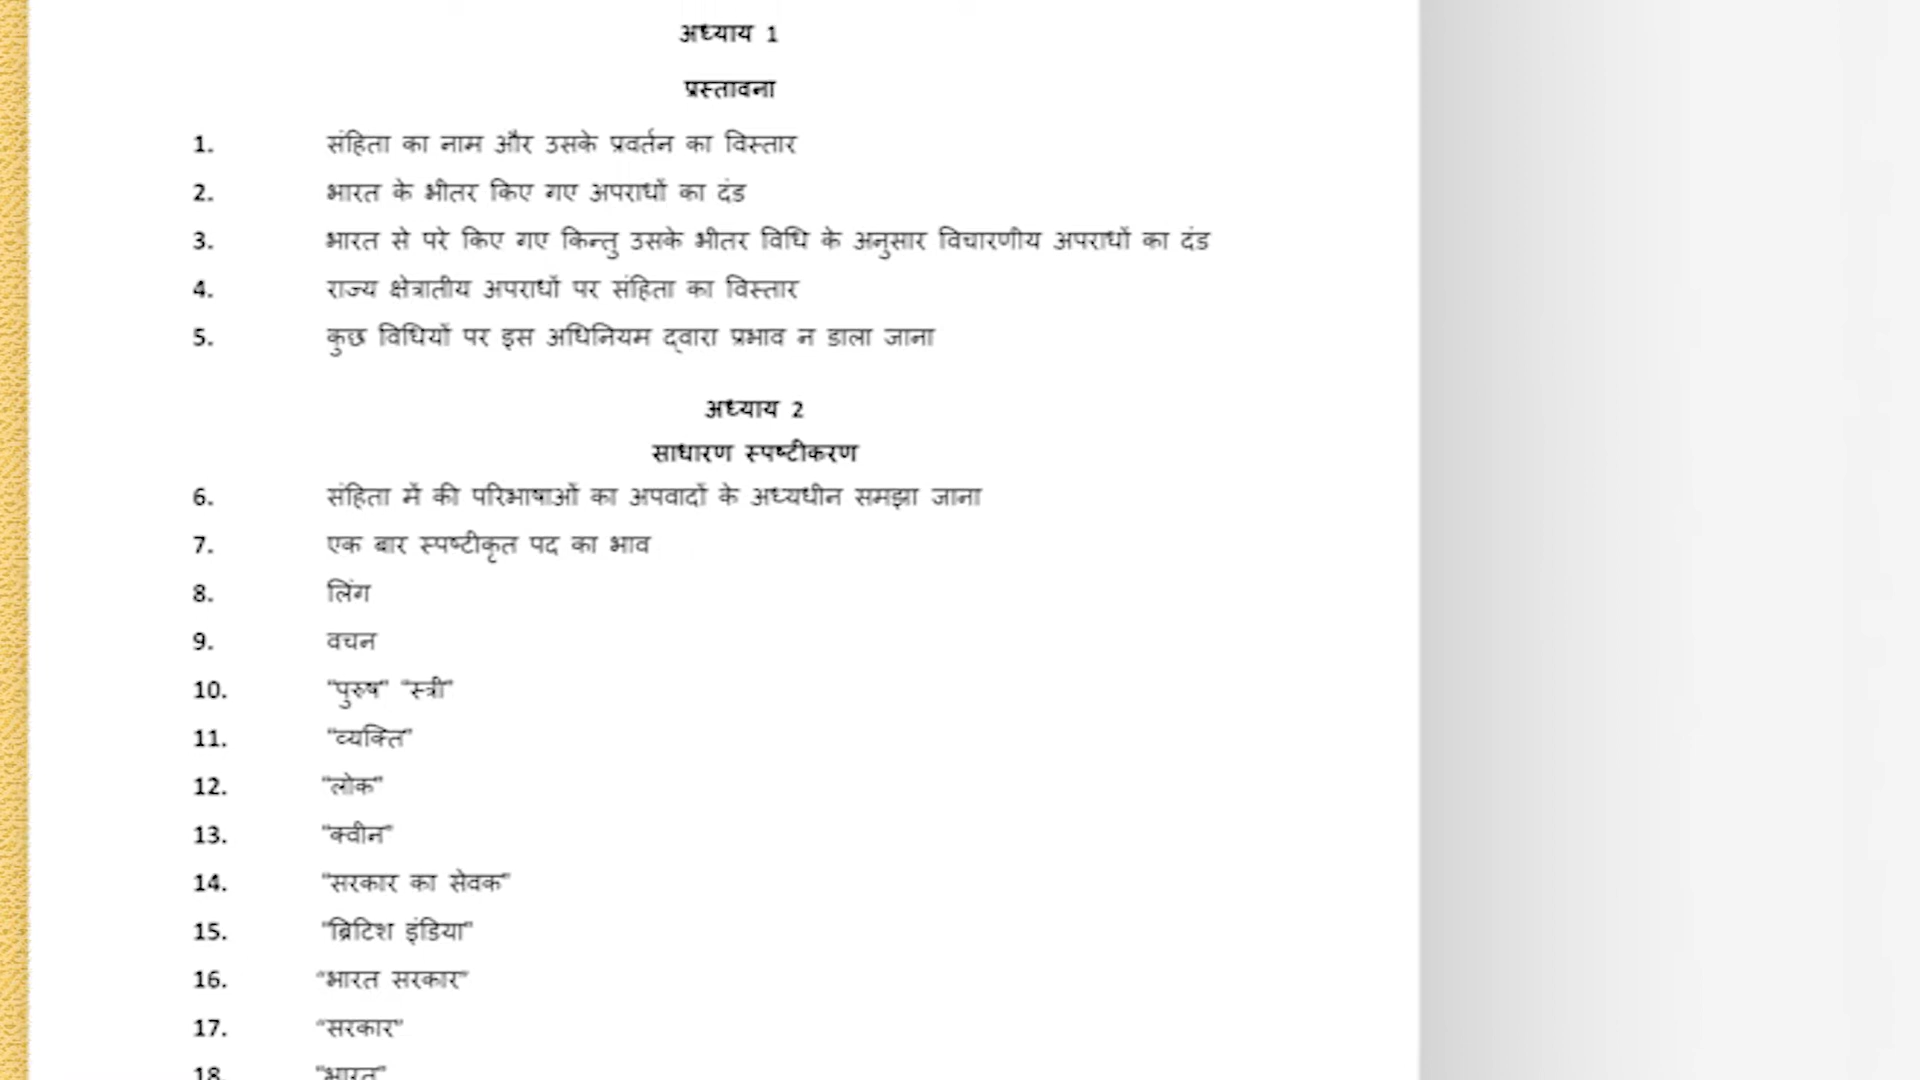 अध्याय 1
प्रस्तावना
1. संहिता का नाम और उसके प्रवर्तन का विस्तार
2. भारत के भीतर किए गए अपराधों का दंड
3. भारत से परे किए गए किन्तु उसके भीतर विधि के अनुसार विचारणीय अपराधों का दंड
4. राज्य क्षेत्रातीय अपराधों पर संहिता का विस्तार
5. कुछ विधियों पर इस अधिनियम द्वारा प्रभाव न डाला जाना
अध्याय 2
साधारण स्पष्टीकरण
6. संहिता में की परिभाषाओं का अपवादों के अध्यधीन समझा जाना
7. एक बार स्पष्टीकृत पद का भाव
8. लिंग
9. वचन
10. "पुरुष" "स्त्री"
11. "व्यक्ति"
12. "लोक"
13. "क्वीन"
14. "सरकार का सेवक"
15. "ब्रिटिश इंडिया"
16. "भारत सरकार"
17. "सरकार"
18. "भारत"